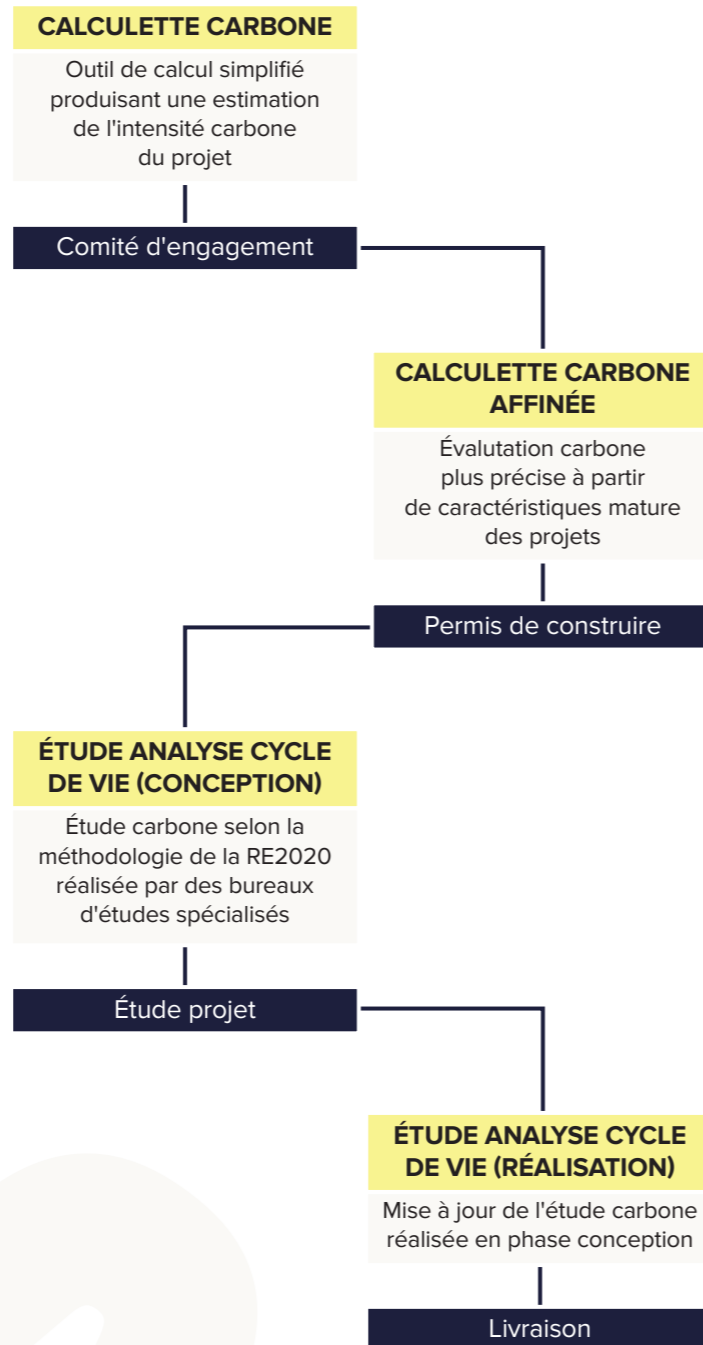 CALCULETTE CARBONE
Outil de calcul simplifié
produisant une estimation
de l'intensité carbone
du projet
Comité d'engagement
CALCULETTE CARBONE
AFFINÉE
Évalutation carbone
plus précise à partir
de caractéristiques mature
des projets
Permis de construire
ÉTUDE ANALYSE CYCLE
DE VIE (CONCEPTION)
Étude carbone selon la
méthodologie de la RE2020
réalisée par des bureaux
d'études spécialisés
Étude projet
ÉTUDE ANALYSE CYCLE
DE VIE (RÉALISATION)
Mise à jour de l'étude carbone
réalisée en phase conception
Livraison